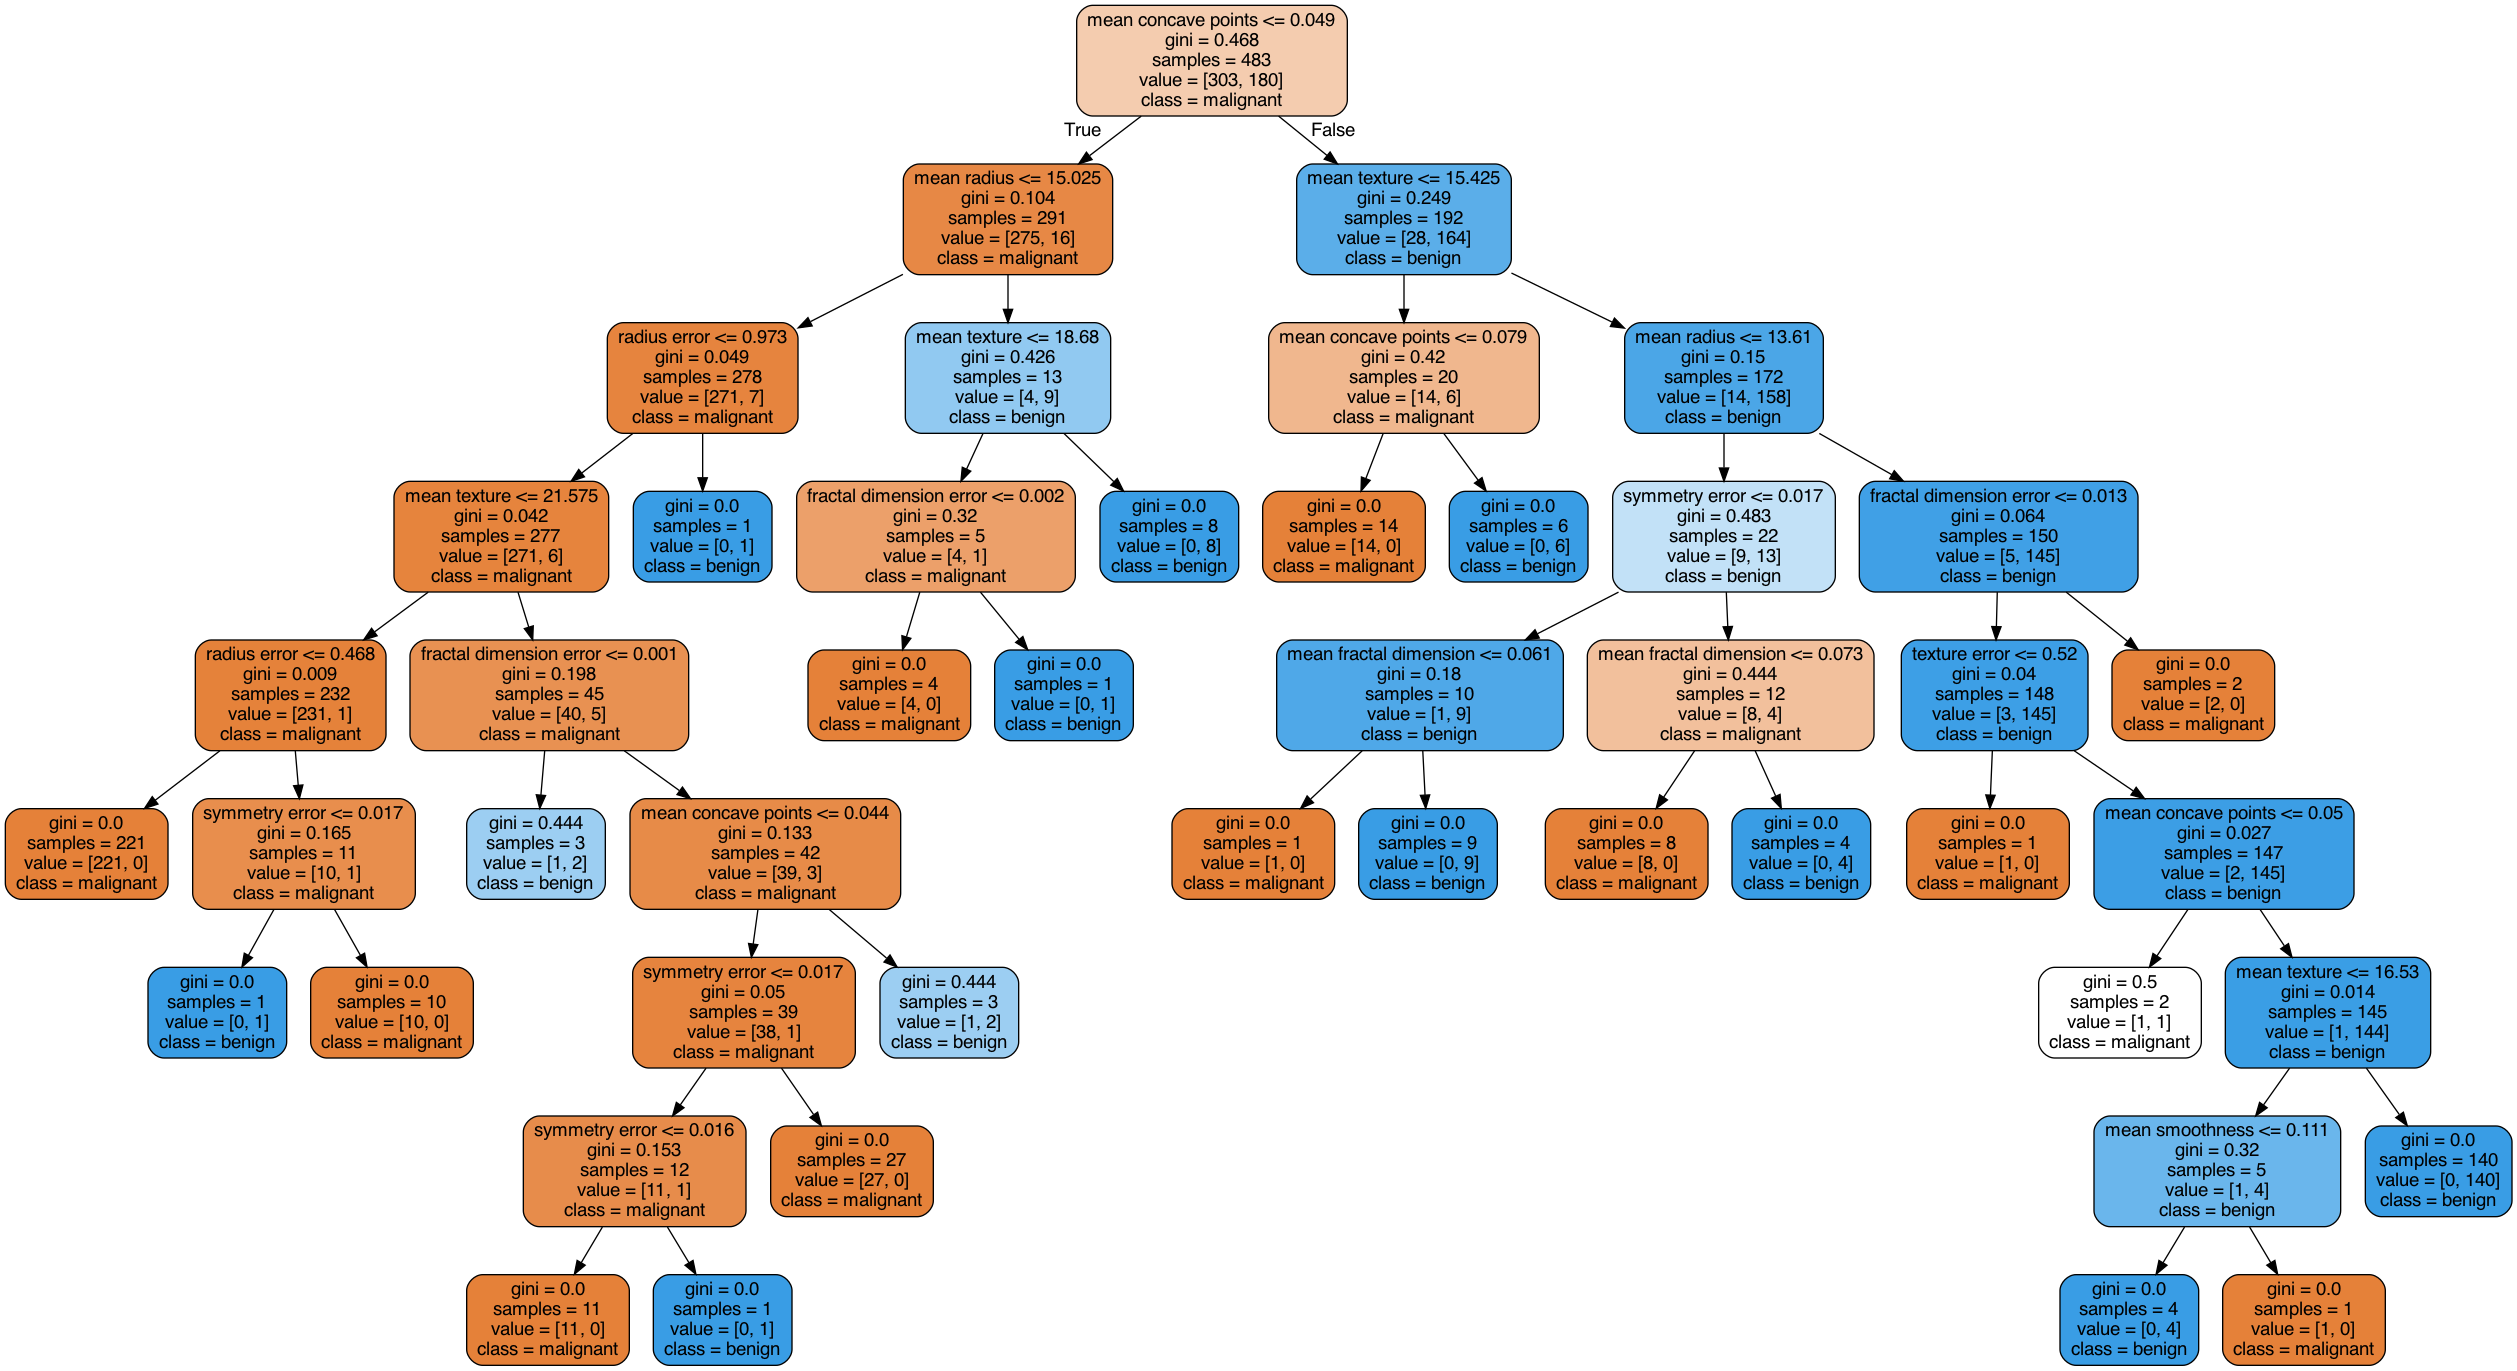 mean concave points <= 0.049
gini = 0.468
samples = 483
value = [303, 180]
class = malignant
True
False
mean radius <= 15.025
gini = 0.104
samples = 291
value = [275, 16]
class = malignant
mean texture <= 15.425
gini = 0.249
samples = 192
value = [28, 164]
class = benign
radius error <= 0.973
gini = 0.049
samples = 278
value = [271, 7]
class = malignant
mean texture <= 18.68
gini = 0.426
samples = 13
value = [4, 9]
class = benign
mean concave points <= 0.079
gini = 0.42
samples = 20
value = [14, 6]
class = malignant
mean radius <= 13.61
gini = 0.15
samples = 172
value = [14, 158]
class = benign
mean texture <= 21.575
gini = 0.042
samples = 277
value = [271, 6]
class = malignant
gini = 0.0
samples = 1
value = [0, 1]
class = benign
fractal dimension error <= 0.002
gini = 0.32
samples = 5
value = [4, 1]
class = malignant
gini = 0.0
samples = 8
value = [0, 8]
class = benign
gini = 0.0
samples = 14
value = [14, 0]
class = malignant
gini = 0.0
samples = 6
value = [0, 6]
class = benign
symmetry error <= 0.017
gini = 0.483
samples = 22
value = [9, 13]
class = benign
fractal dimension error <= 0.013
gini = 0.064
samples = 150
value = [5, 145]
class = benign
radius error <= 0.468
gini = 0.009
samples = 232
value = [231, 1]
class = malignant
fractal dimension error <= 0.001
gini = 0.198
samples = 45
value = [40, 5]
class = malignant
gini = 0.0
samples = 4
value = [4, 0]
class = malignant
gini = 0.0
samples = 1
value = [0, 1]
class = benign
mean fractal dimension <= 0.061
gini = 0.18
samples = 10
value = [1, 9]
class = benign
mean fractal dimension <= 0.073
gini = 0.444
samples = 12
value = [8, 4]
class = malignant
texture error <= 0.52
gini = 0.04
samples = 148
value = [3, 145]
class = benign
gini = 0.0
samples = 2
value = [2, 0]
class = malignant
gini = 0.0
samples = 221
value = [221, 0]
class = malignant
symmetry error <= 0.017
gini = 0.165
samples = 11
value = [10, 1]
class = malignant
gini = 0.444
samples = 3
value = [1, 2]
class = benign
mean concave points <= 0.044
gini = 0.133
samples = 42
value = [39, 3]
class = malignant
gini = 0.0
samples = 1
value = [1, 0]
class = malignant
gini = 0.0
samples = 9
value = [0, 9]
class = benign
gini = 0.0
samples = 8
value = [8, 0]
class = malignant
gini = 0.0
samples = 4
value = [0, 4]
class = benign
gini = 0.0
samples = 1
value = [1, 0]
class = malignant
mean concave points <= 0.05
gini = 0.027
samples = 147
value = [2, 145]
class = benign
gini = 0.0
samples = 1
value = [0, 1]
class = benign
gini = 0.0
samples = 10
value = [10, 0]
class = malignant
symmetry error <= 0.017
gini = 0.05
samples = 39
value = [38, 1]
class = malignant
gini = 0.444
samples = 3
value = [1, 2]
class = benign
gini = 0.5
samples = 2
value = [1, 1]
class = malignant
mean texture <= 16.53
gini = 0.014
samples = 145
value = [1, 144]
class = benign
symmetry error <= 0.016
gini = 0.153
samples = 12
value = [11, 1]
class = malignant
gini = 0.0
samples = 27
value = [27, 0]
class = malignant
mean smoothness <= 0.111
gini = 0.32
samples = 5
value = [1, 4]
class = benign
gini = 0.0
samples = 140
value = [0, 140]
class = benign
gini = 0.0
samples = 11
value = [11, 0]
class = malignant
gini = 0.0
samples = 1
value = [0, 1]
class = benign
gini = 0.0
samples = 4
value = [0, 4]
class = benign
gini = 0.0
samples = 1
value = [1, 0]
class = malignant